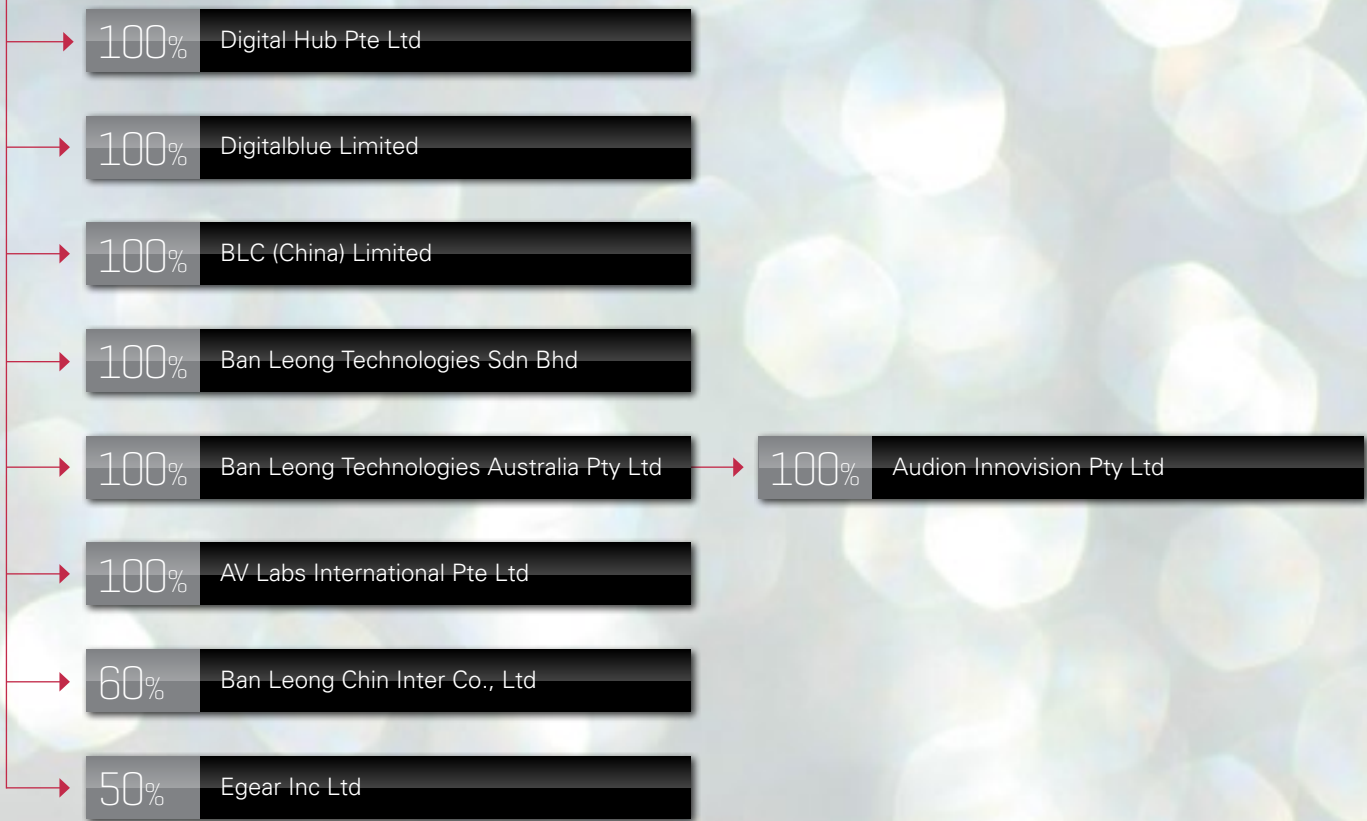 100% Digital Hub Pte Ltd
100% Digitalblue Limited
100% BLC (China) Limited
100% Ban Leong Technologies Sdn Bhd
100% Ban Leong Technologies Australia Pty Ltd
100% Audion Innovision Pty Ltd
100% AV Labs International Pte Ltd
60% Ban Leong Chin Inter Co., Ltd
50% Egear Inc Ltd